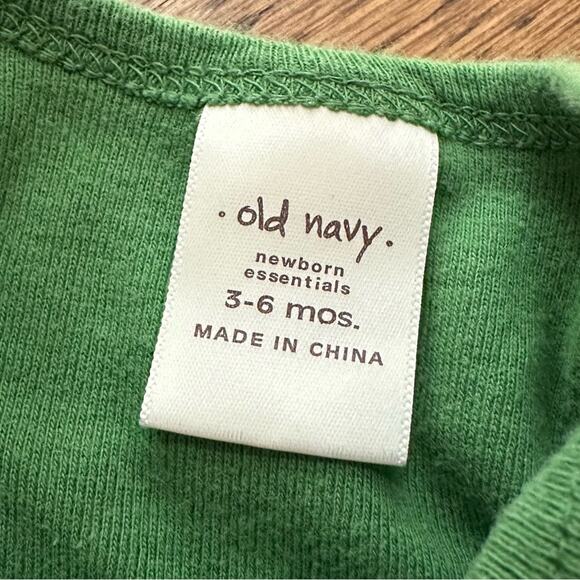 · old navy ·
newborn
essentials
3-6 mos.
MADE IN CHINA